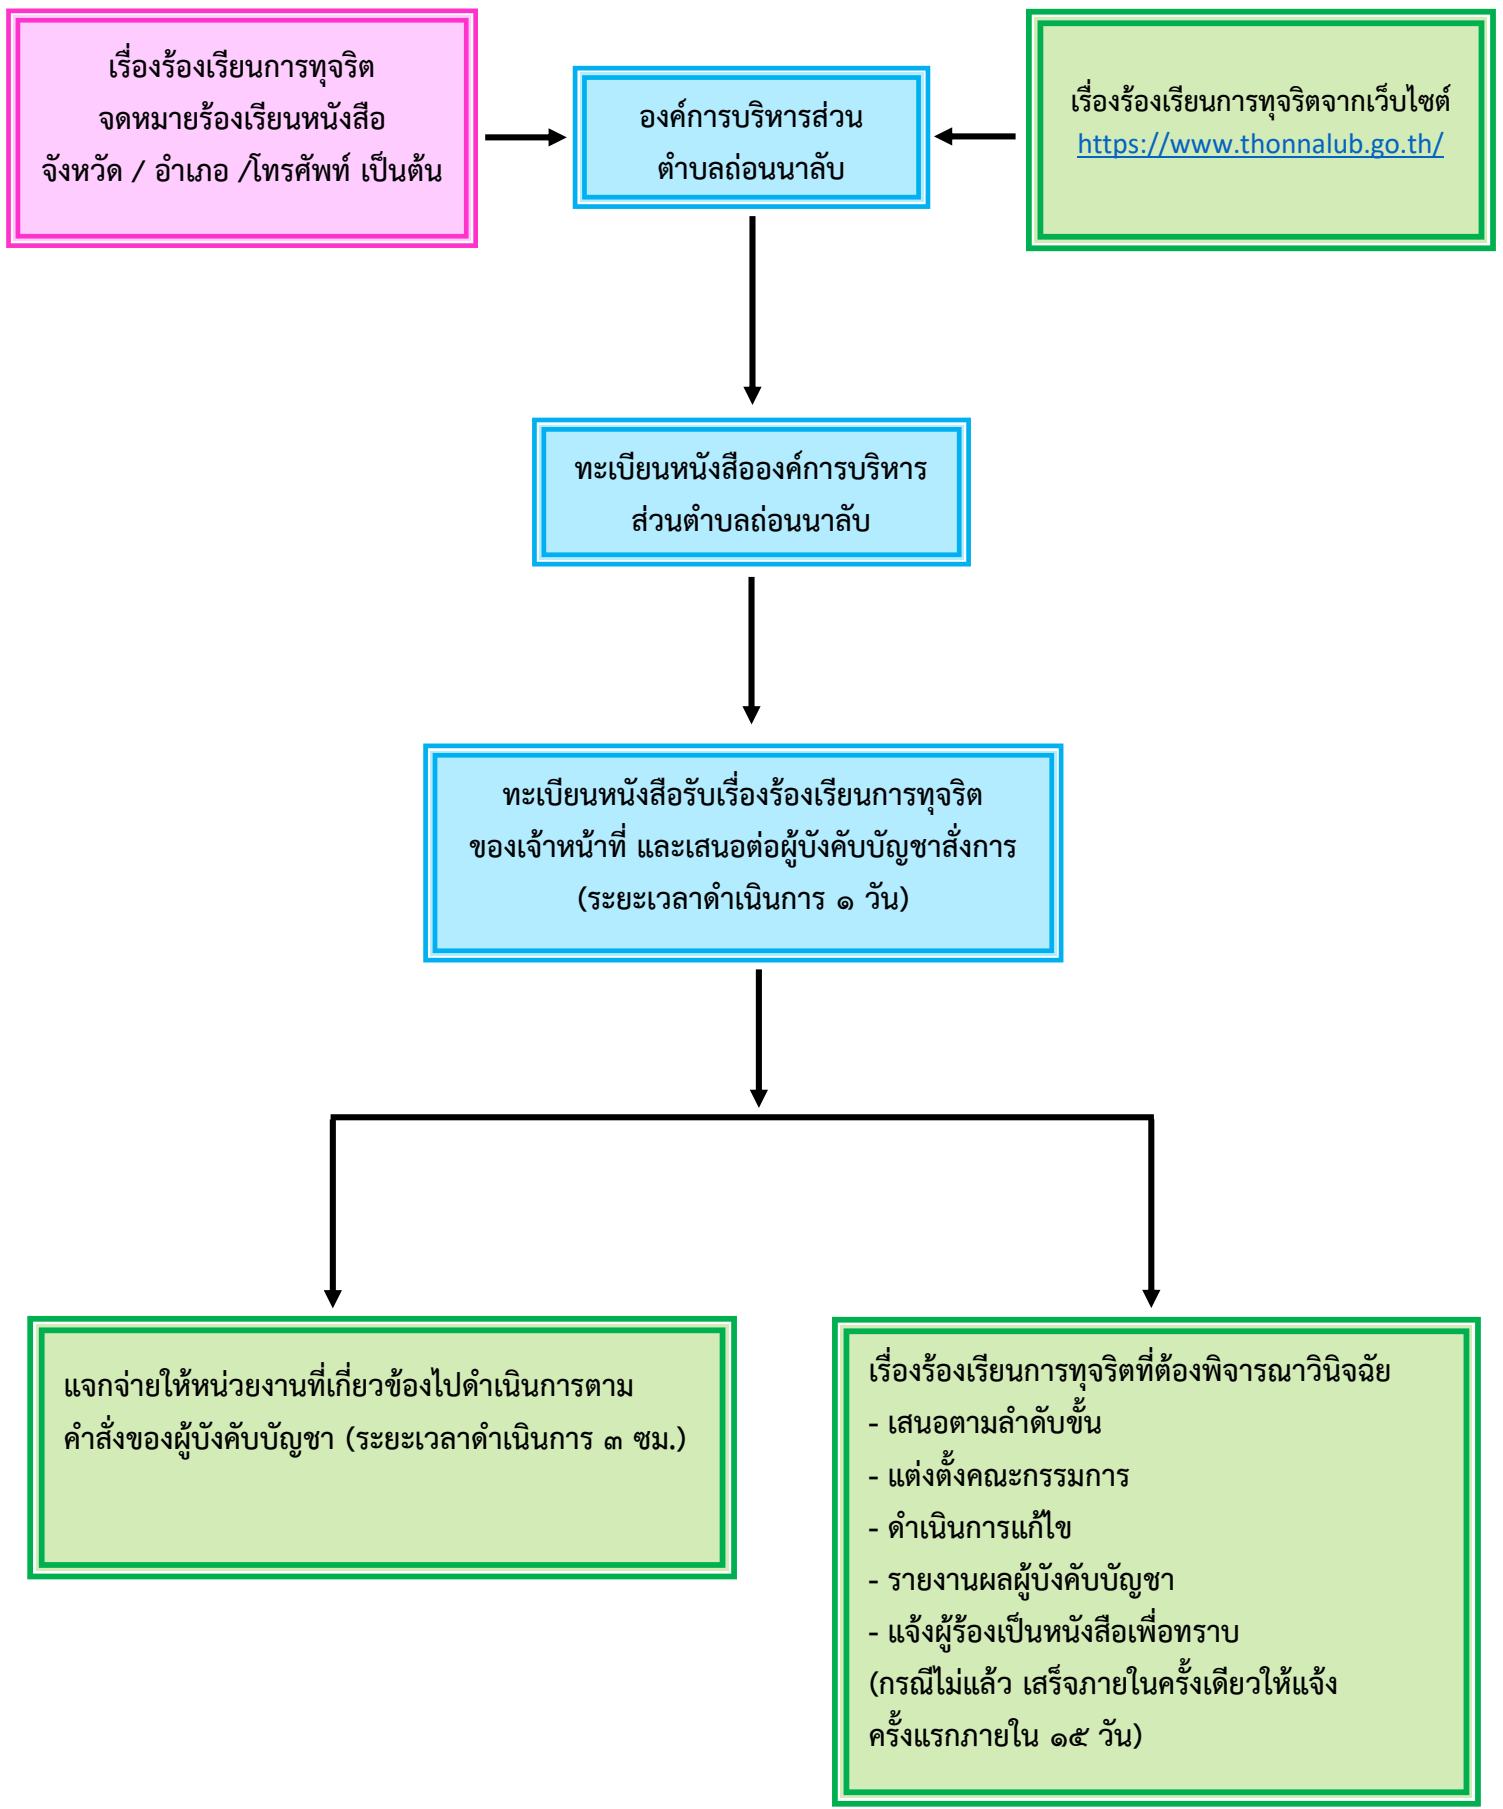 เรื่องร้องเรียนการทุจริต
จดหมายร้องเรียนหนังสือ
จังหวัด / อำเภอ /โทรศัพท์ เป็นต้น
องค์การบริหารส่วน
ตำบลถ่อนนาลับ
เรื่องร้องเรียนการทุจริตจากเว็บไซต์
https://www.thonnalub.go.th/
ทะเบียนหนังสือองค์การบริหาร
ส่วนตำบลถ่อนนาลับ
ทะเบียนหนังสือรับเรื่องร้องเรียนการทุจริต
ของเจ้าหน้าที่ และเสนอต่อผู้บังคับบัญชาสั่งการ
(ระยะเวลาดำเนินการ ๑ วัน)
แจกจ่ายให้หน่วยงานที่เกี่ยวข้องไปดำเนินการตาม
คำสั่งของผู้บังคับบัญชา (ระยะเวลาดำเนินการ ๓ ซม.)
เรื่องร้องเรียนการทุจริตที่ต้องพิจารณาวินิจฉัย
- เสนอตามลำดับขั้น
- แต่งตั้งคณะกรรมการ
- ดำเนินการแก้ไข
- รายงานผลผู้บังคับบัญชา
- แจ้งผู้ร้องเป็นหนังสือเพื่อทราบ
(กรณีไม่แล้ว เสร็จภายในครั้งเดียวให้แจ้ง
ครั้งแรกภายใน ๑๕ วัน)